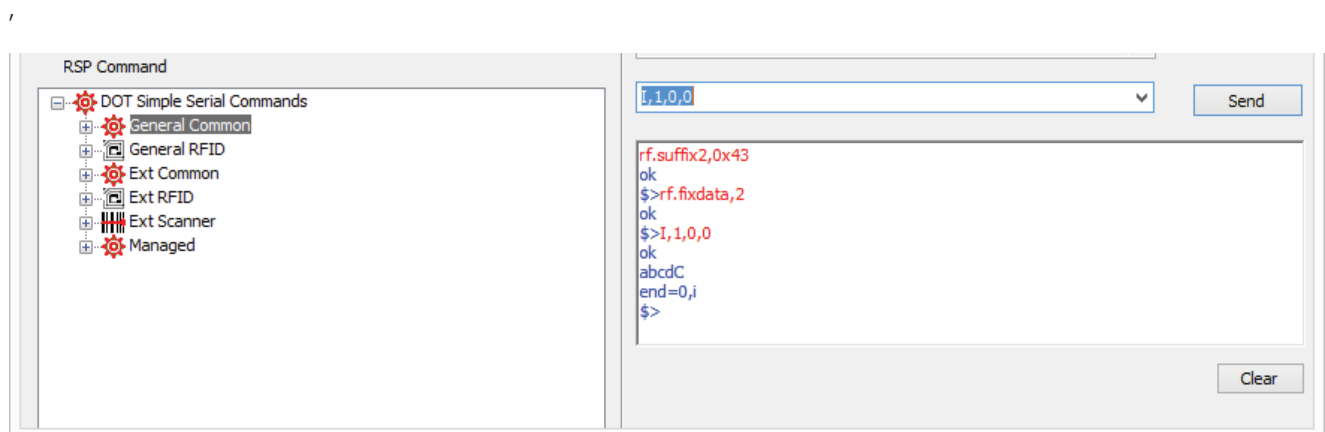 ,
RSP Command
DOT Simple Serial Commands
General Common
General RFID
Ext Common
Ext RFID
Ext Scanner
Managed
I,1,0,0
Send
rf.suffix2,0x43
ok
$>rf.fixdata,2
ok
$>I,1,0,0
ok
abcdC
end=0,i
$>
Clear